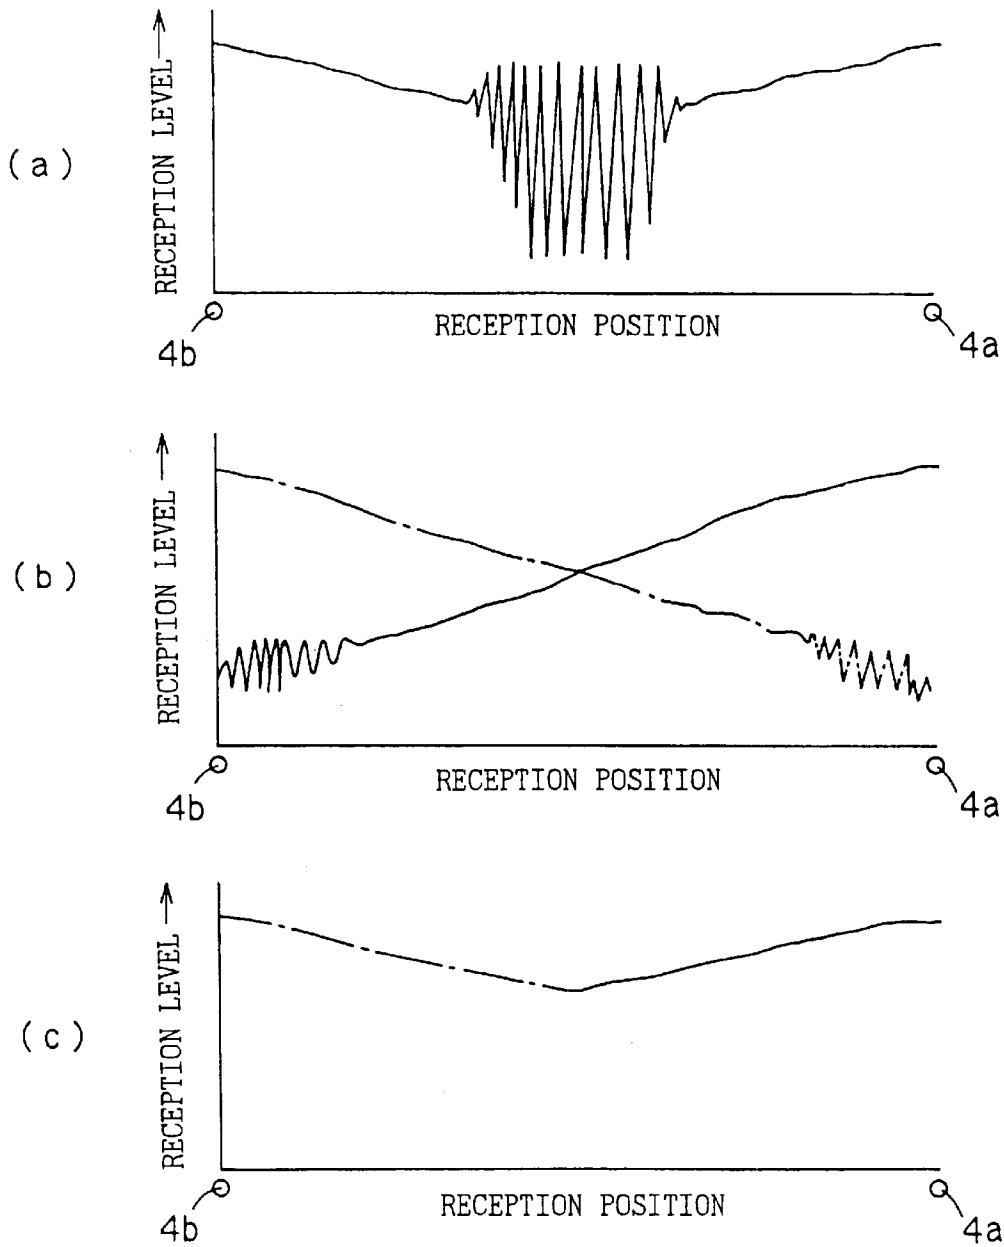 (a)
RECEPTION LEVEL
4b
RECEPTION POSITION
4a
(b)
RECEPTION LEVEL
4b
RECEPTION POSITION
4a
(c)
RECEPTION LEVEL
4b
RECEPTION POSITION
4a